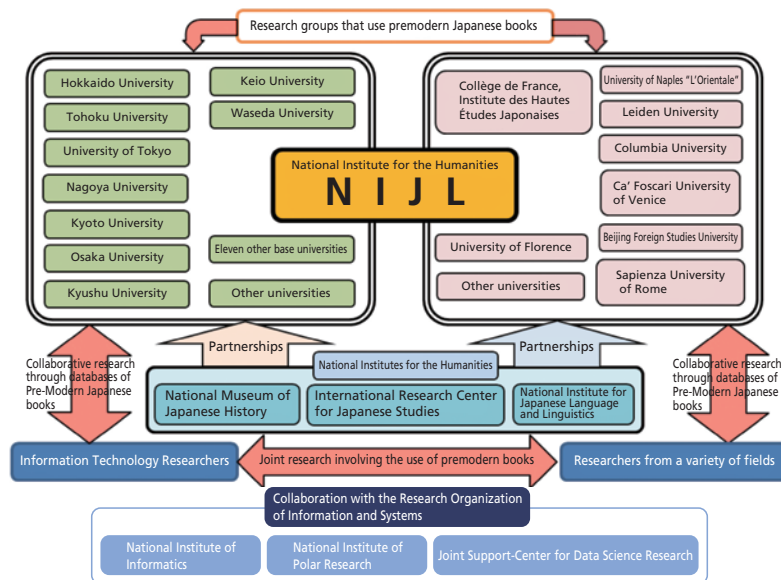 Research groups that use premodern Japanese books
Hokkaido University
Tohoku University
University of Tokyo
Nagoya University
Kyoto University
Osaka University
Kyushu University
Keio University
Waseda University
Eleven other base universities
Other universities
National Institute for the Humanities
N I J L
Collège de France,
Institute des Hautes
Études Japonaises
University of Florence
Other universities
University of Naples "L'Orientale"
Leiden University
Columbia University
Ca' Foscari University
of Venice
Beijing Foreign Studies University
Sapienza University
of Rome
Collaborative research
through databases of
Pre-Modern Japanese
books
Partnerships
Partnerships
Collaborative research
through databases of
Pre-Modern Japanese
books
National Institutes for the Humanities
National Museum of
Japanese History
International Research Center
for Japanese Studies
National Institute for
Japanese Language
and Linguistics
Information Technology Researchers
Joint research involving the use of premodern books
Researchers from a variety of fields
Collaboration with the Research Organization
of Information and Systems
National Institute of
Informatics
National Institute of
Polar Research
Joint Support-Center for Data Science Research